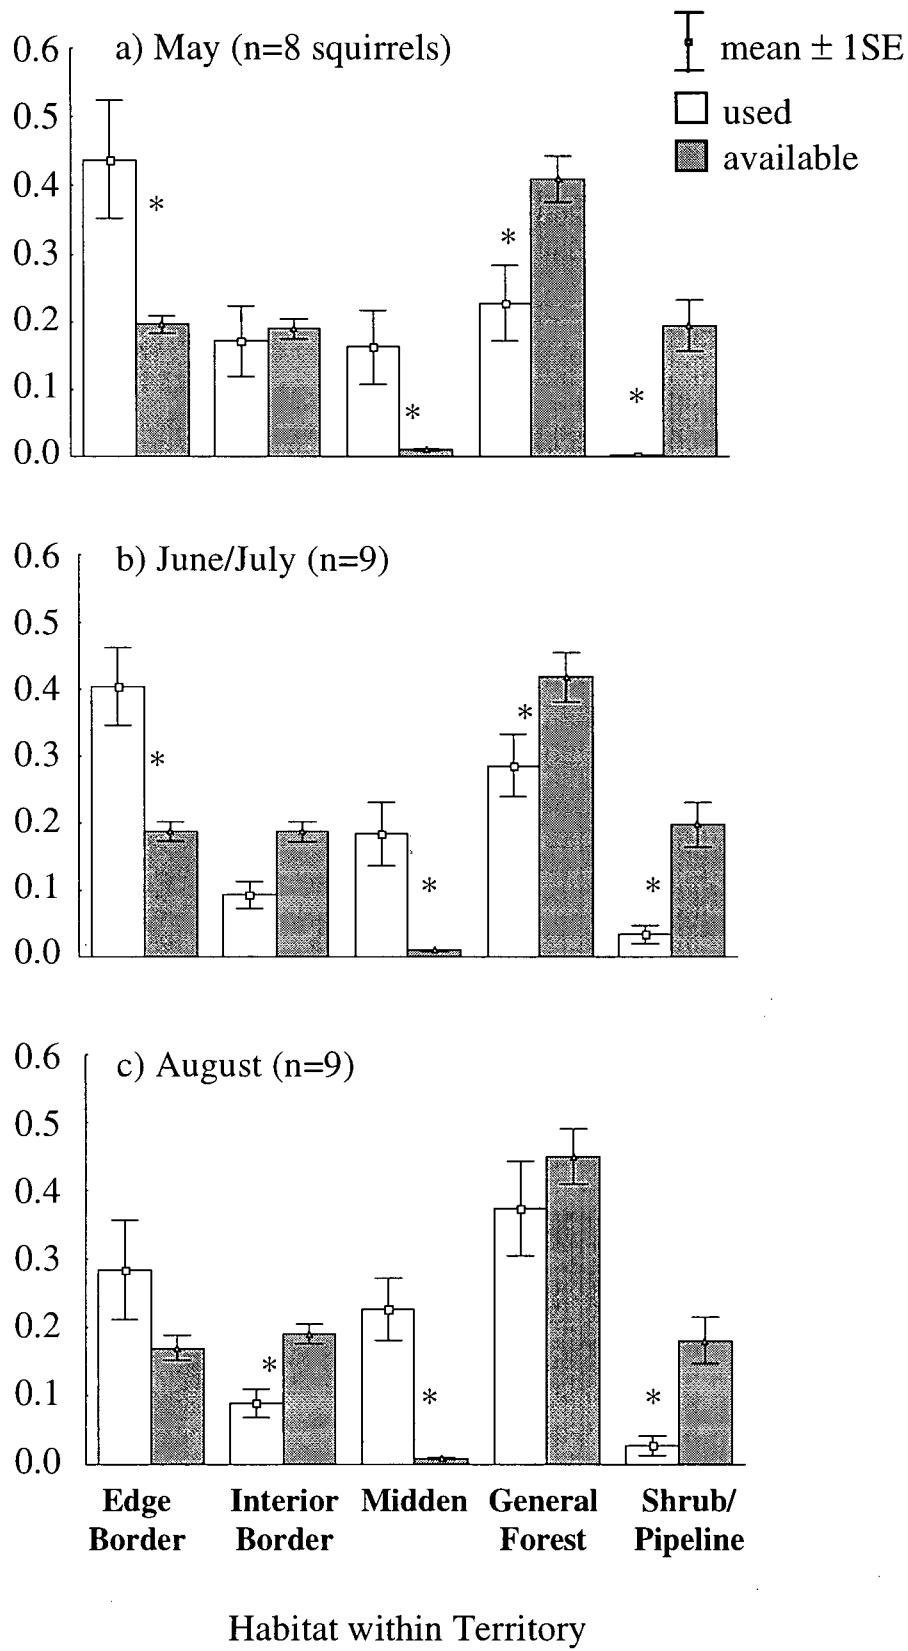 0.6
a) May (n=8 squirrels)
mean ± 1SE
used
available
0.5
0.4
*
0.3
*
0.2
0.1
*
*
0.0
0.6
b) June/July (n=9)
0.5
0.4
*
0.3
*
0.2
0.1
*
*
0.0
0.6
c) August (n=9)
0.5
0.4
0.3
0.2
*
0.1
*
*
0.0
Edge Border
Interior Border
Midden
General Forest
Shrub/ Pipeline
Habitat within Territory